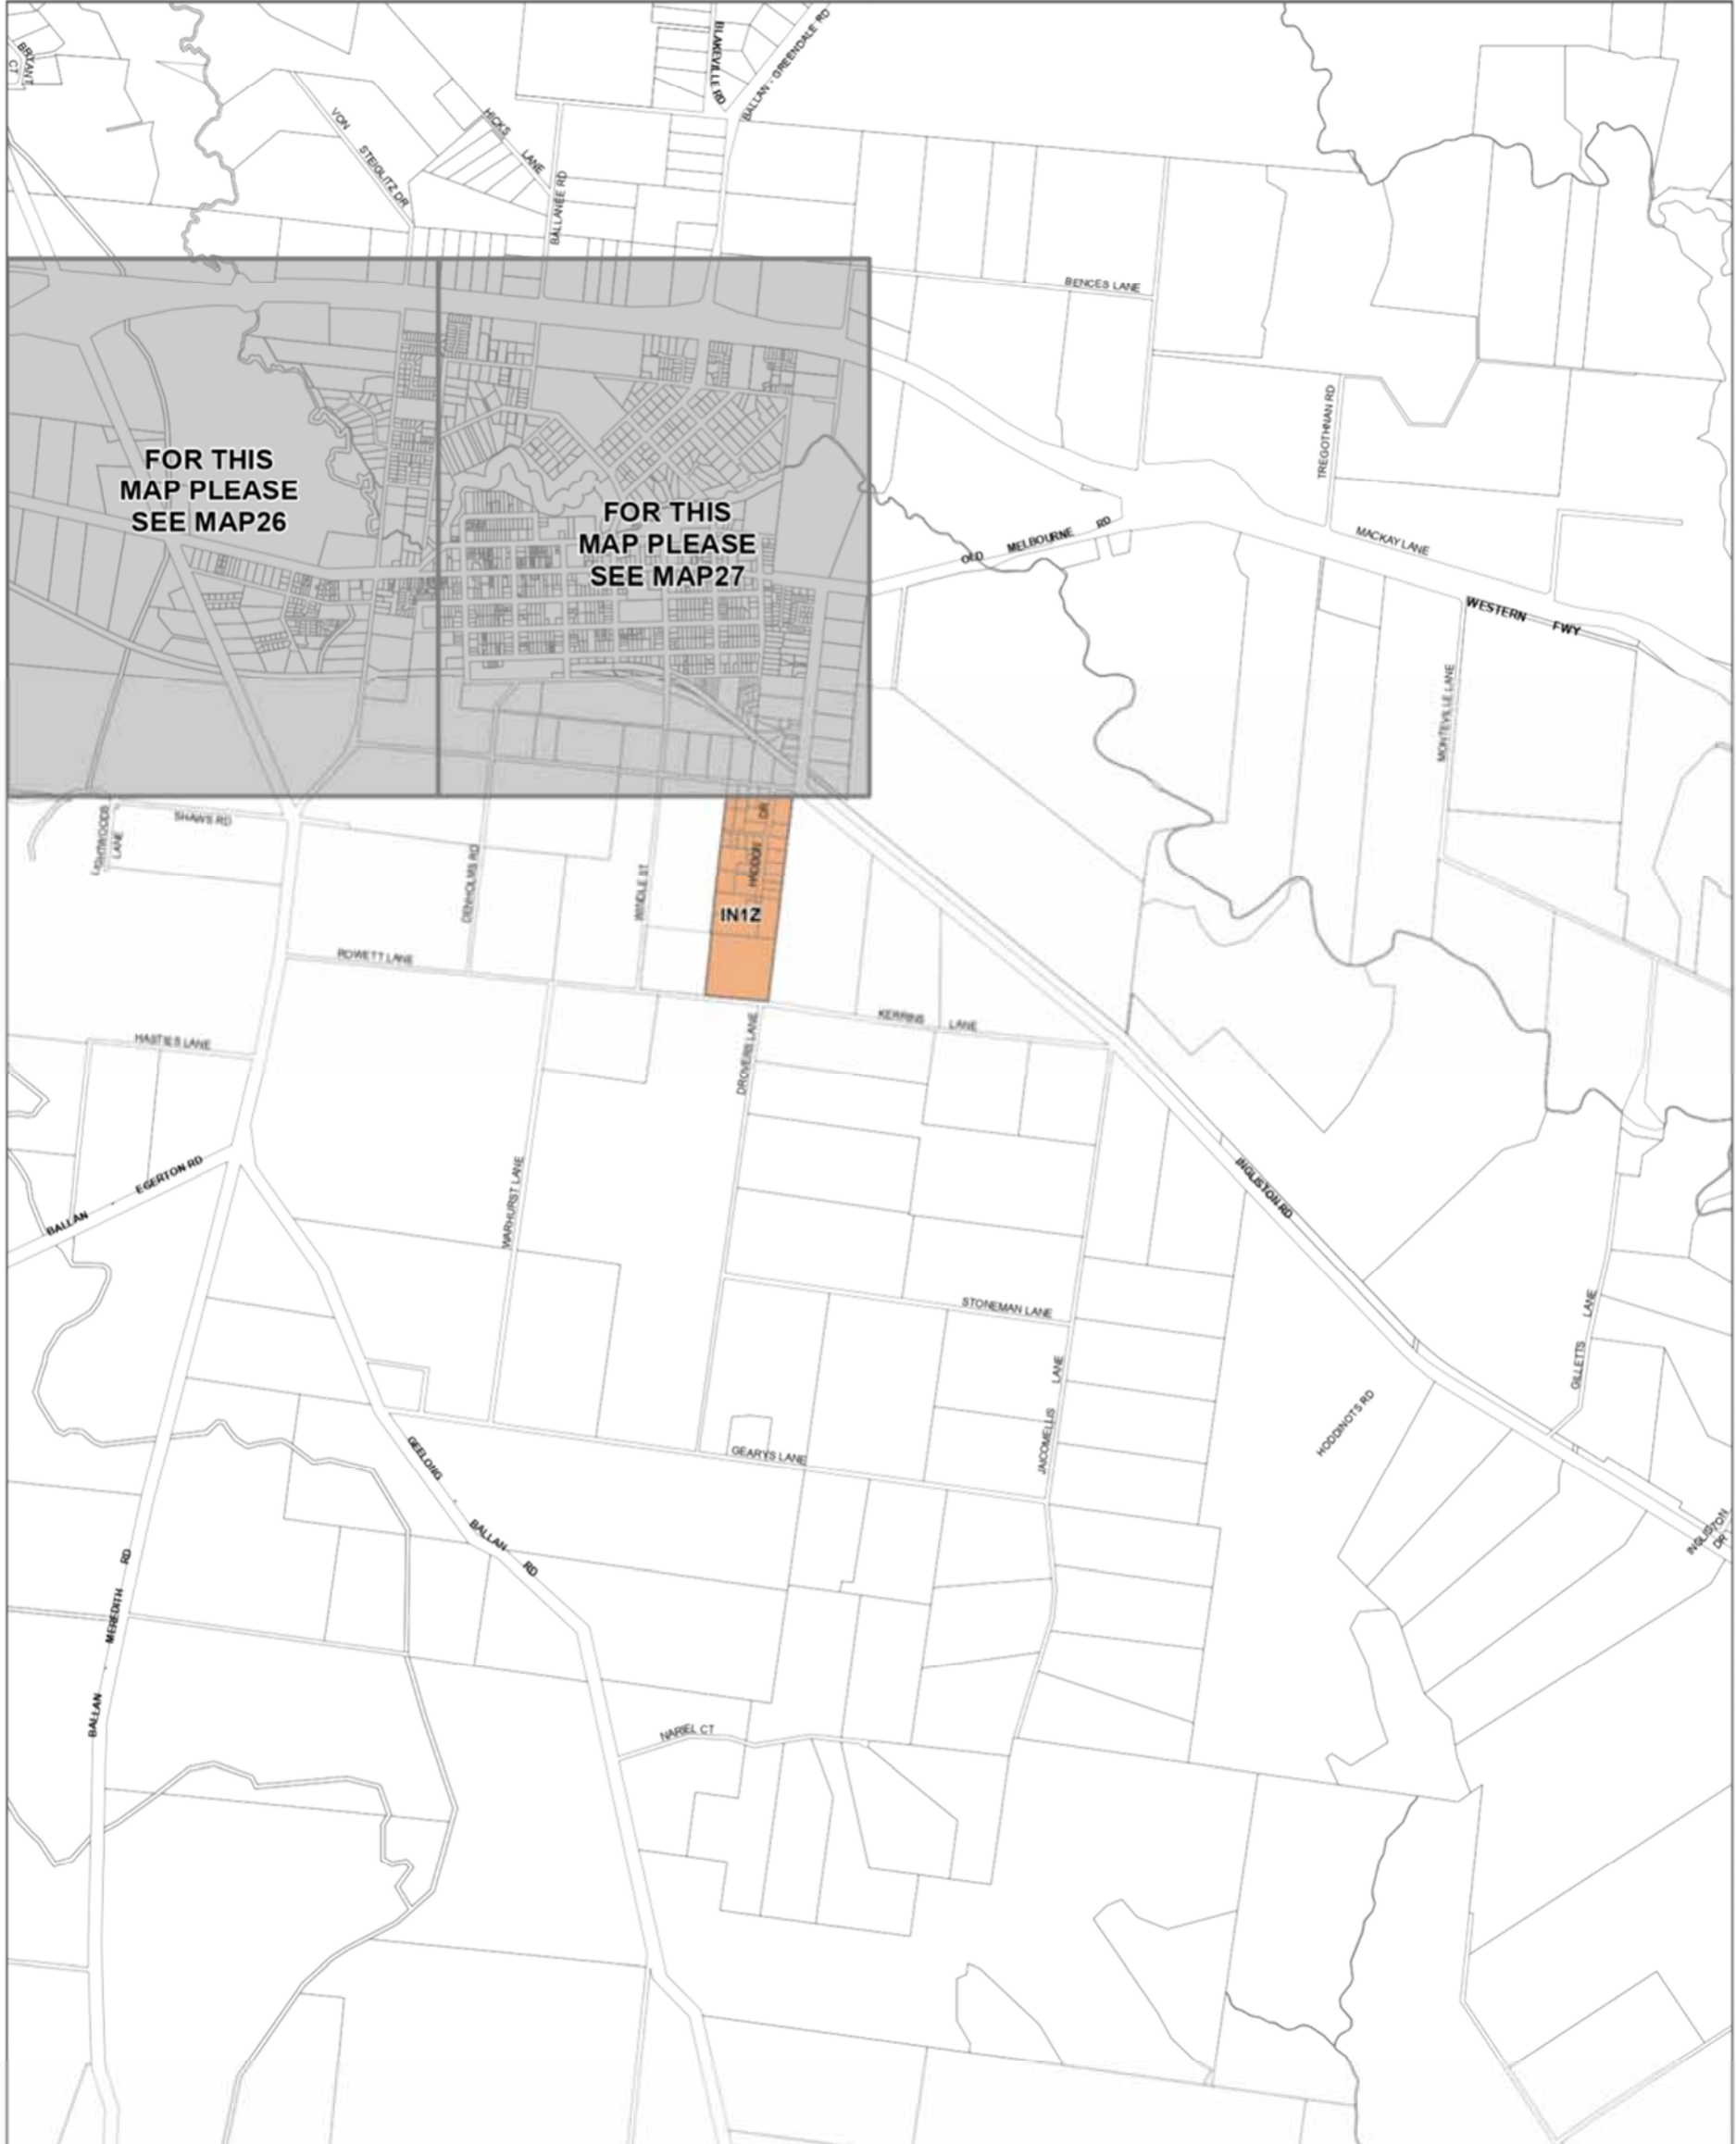 BRYANT
CT
BLAKEVILLE RD
BALLAN - GREENDALE RD
VON
STEIGLITZ DR
HICKS
LANE
BALLANEE RD
BENCES LANE
TREGOTHNAN RD
FOR THIS
MAP PLEASE
SEE MAP26
FOR THIS
MAP PLEASE
SEE MAP27
OLD MELBOURNE RD
MACKAY LANE
WESTERN FWY
MONTEVILLE LANE
SHAWS RD
LIGHTWOODS
LANE
DENHOLMS RD
WINDLE ST
HADDON
DR
IN1Z
ROWETT LANE
KERRINS LANE
HASTIES LANE
DROVERS LANE
BALLAN EGERTON RD
WARHURST LANE
INGLISTON RD
STONEMAN LANE
GILLETTS LANE
JAICOMELLIS LANE
HODDINOTS RD
GEARYS LANE
GEELONG
BALLAN RD
INGLISTON
DR
BALLAN MEREDITH RD
NARIEL CT